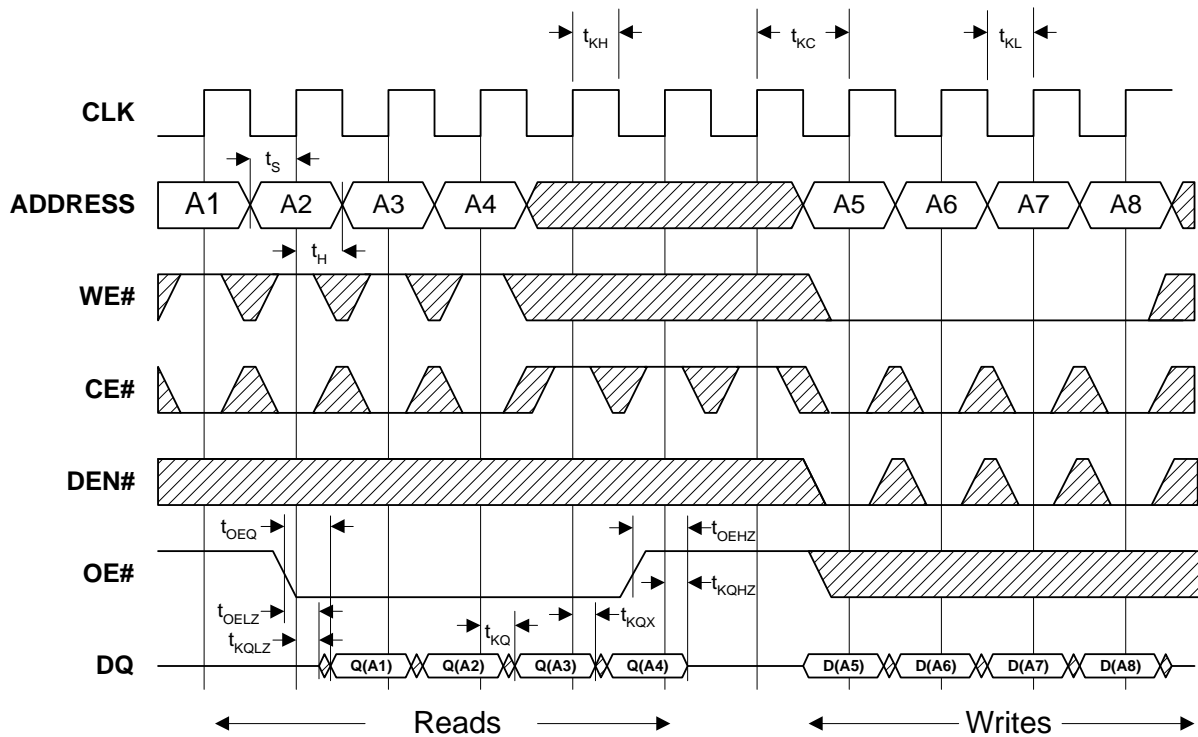 tKH tKC tKL
CLK
tS
ADDRESS A1 A2 A3 A4 A5 A6 A7 A8
tH
WE#
CE#
DEN#
tOEQ tOEHZ
OE#
tKQHZ
tOELZ tKQ tKQX
tKQLZ
DQ Q(A1) Q(A2) Q(A3) Q(A4) D(A5) D(A6) D(A7) D(A8)
Reads Writes